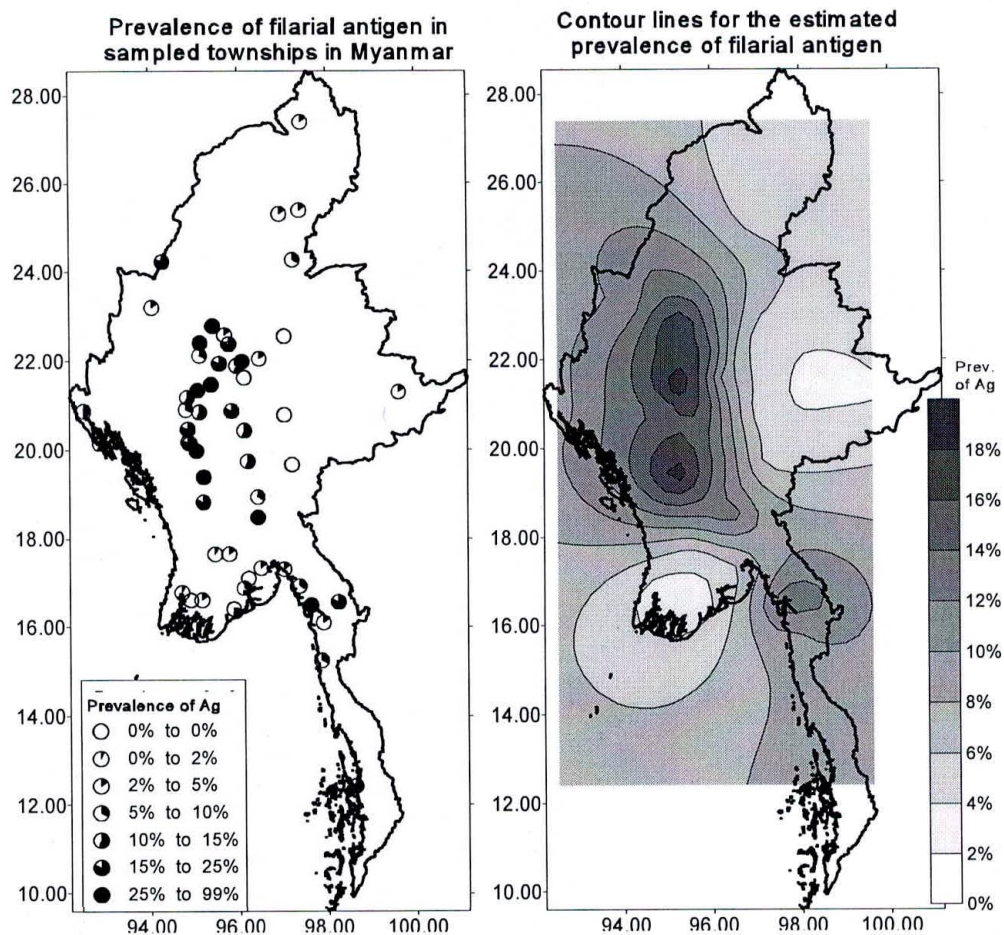 Prevalence of filarial antigen in
sampled townships in Myanmar
28.00
26.00
24.00
22.00
20.00
18.00
16.00
14.00
12.00
10.00
94.00 96.00 98.00 100.00
Prevalence of Ag
0% to 0%
0% to 2%
2% to 5%
5% to 10%
10% to 15%
15% to 25%
25% to 99%
Contour lines for the estimated
prevalence of filarial antigen
28.00
26.00
24.00
22.00
20.00
18.00
16.00
14.00
12.00
10.00
94.00 96.00 98.00 100.00
Prev.
of Ag
18%
16%
14%
12%
10%
8%
6%
4%
2%
0%